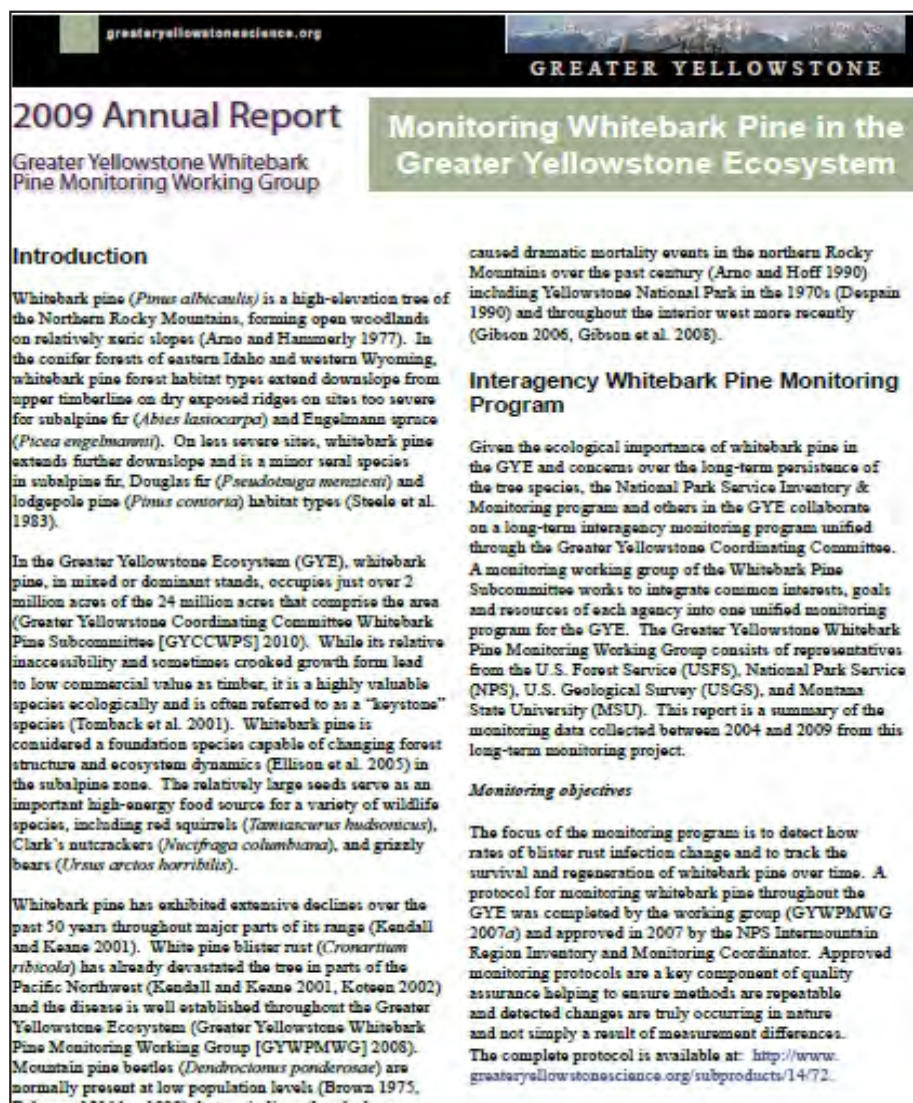 greateryellowstonescience.org
GREATER YELLOWSTONE
2009 Annual Report
Greater Yellowstone Whitebark
Pine Monitoring Working Group
Monitoring Whitebark Pine in the
Greater Yellowstone Ecosystem
Introduction
Whitebark pine (Pinus albicaulis) is a high-elevation tree of
the Northern Rocky Mountains, forming open woodlands
on relatively xeric slopes (Arno and Hammerly 1977). In
the conifer forests of eastern Idaho and western Wyoming,
whitebark pine forest habitat types extend downslope from
upper timberline on dry exposed ridges on sites too severe
for subalpine fir (Abies lasiocarpa) and Engelmann spruce
(Picea engelmannii). On less severe sites, whitebark pine
extends further downslope and is a minor seral species
in subalpine fir, Douglas fir (Pseudotsuga menziesii) and
lodgepole pine (Pinus contorta) habitat types (Steele et al.
1983).
In the Greater Yellowstone Ecosystem (GYE), whitebark
pine, in mixed or dominant stands, occupies just over 2
million acres of the 24 million acres that comprise the area
(Greater Yellowstone Coordinating Committee Whitebark
Pine Subcommittee [GYCCWPS] 2010). While its relative
inaccessibility and sometimes crooked growth form lead
to low commercial value as timber, it is a highly valuable
species ecologically and is often referred to as a "keystone"
species (Tomback et al. 2001). Whitebark pine is
considered a foundation species capable of changing forest
structure and ecosystem dynamics (Ellison et al. 2005) in
the subalpine zone. The relatively large seeds serve as an
important high-energy food source for a variety of wildlife
species, including red squirrels (Tamiascurus hudsonicus),
Clark's nutcrackers (Nucifraga columbiana), and grizzly
bears (Ursus arctos horribilis).
Whitebark pine has exhibited extensive declines over the
past 50 years throughout major parts of its range (Kendall
and Keane 2001). White pine blister rust (Cronartium
ribicola) has already devastated the tree in parts of the
Pacific Northwest (Kendall and Keane 2001, Koteen 2002)
and the disease is well established throughout the Greater
Yellowstone Ecosystem (Greater Yellowstone Whitebark
Pine Monitoring Working Group [GYWPMWG] 2008).
Mountain pine beetles (Dendroctonus ponderosae) are
normally present at low population levels (Brown 1975,
caused dramatic mortality events in the northern Rocky
Mountains over the past century (Arno and Hoff 1990)
including Yellowstone National Park in the 1970s (Despain
1990) and throughout the interior west more recently
(Gibson 2006, Gibson et al. 2008).
Interagency Whitebark Pine Monitoring
Program
Given the ecological importance of whitebark pine in
the GYE and concerns over the long-term persistence of
the tree species, the National Park Service Inventory &
Monitoring program and others in the GYE collaborate
on a long-term interagency monitoring program unified
through the Greater Yellowstone Coordinating Committee.
A monitoring working group of the Whitebark Pine
Subcommittee works to integrate common interests, goals
and resources of each agency into one unified monitoring
program for the GYE. The Greater Yellowstone Whitebark
Pine Monitoring Working Group consists of representatives
from the U.S. Forest Service (USFS), National Park Service
(NPS), U.S. Geological Survey (USGS), and Montana
State University (MSU). This report is a summary of the
monitoring data collected between 2004 and 2009 from this
long-term monitoring project.
Monitoring objectives
The focus of the monitoring program is to detect how
rates of blister rust infection change and to track the
survival and regeneration of whitebark pine over time. A
protocol for monitoring whitebark pine throughout the
GYE was completed by the working group (GYWPMWG
2007a) and approved in 2007 by the NPS Intermountain
Region Inventory and Monitoring Coordinator. Approved
monitoring protocols are a key component of quality
assurance helping to ensure methods are repeatable
and detected changes are truly occurring in nature
and not simply a result of measurement differences.
The complete protocol is available at: http://www.
greateryellowstonescience.org/subproducts/14/72.